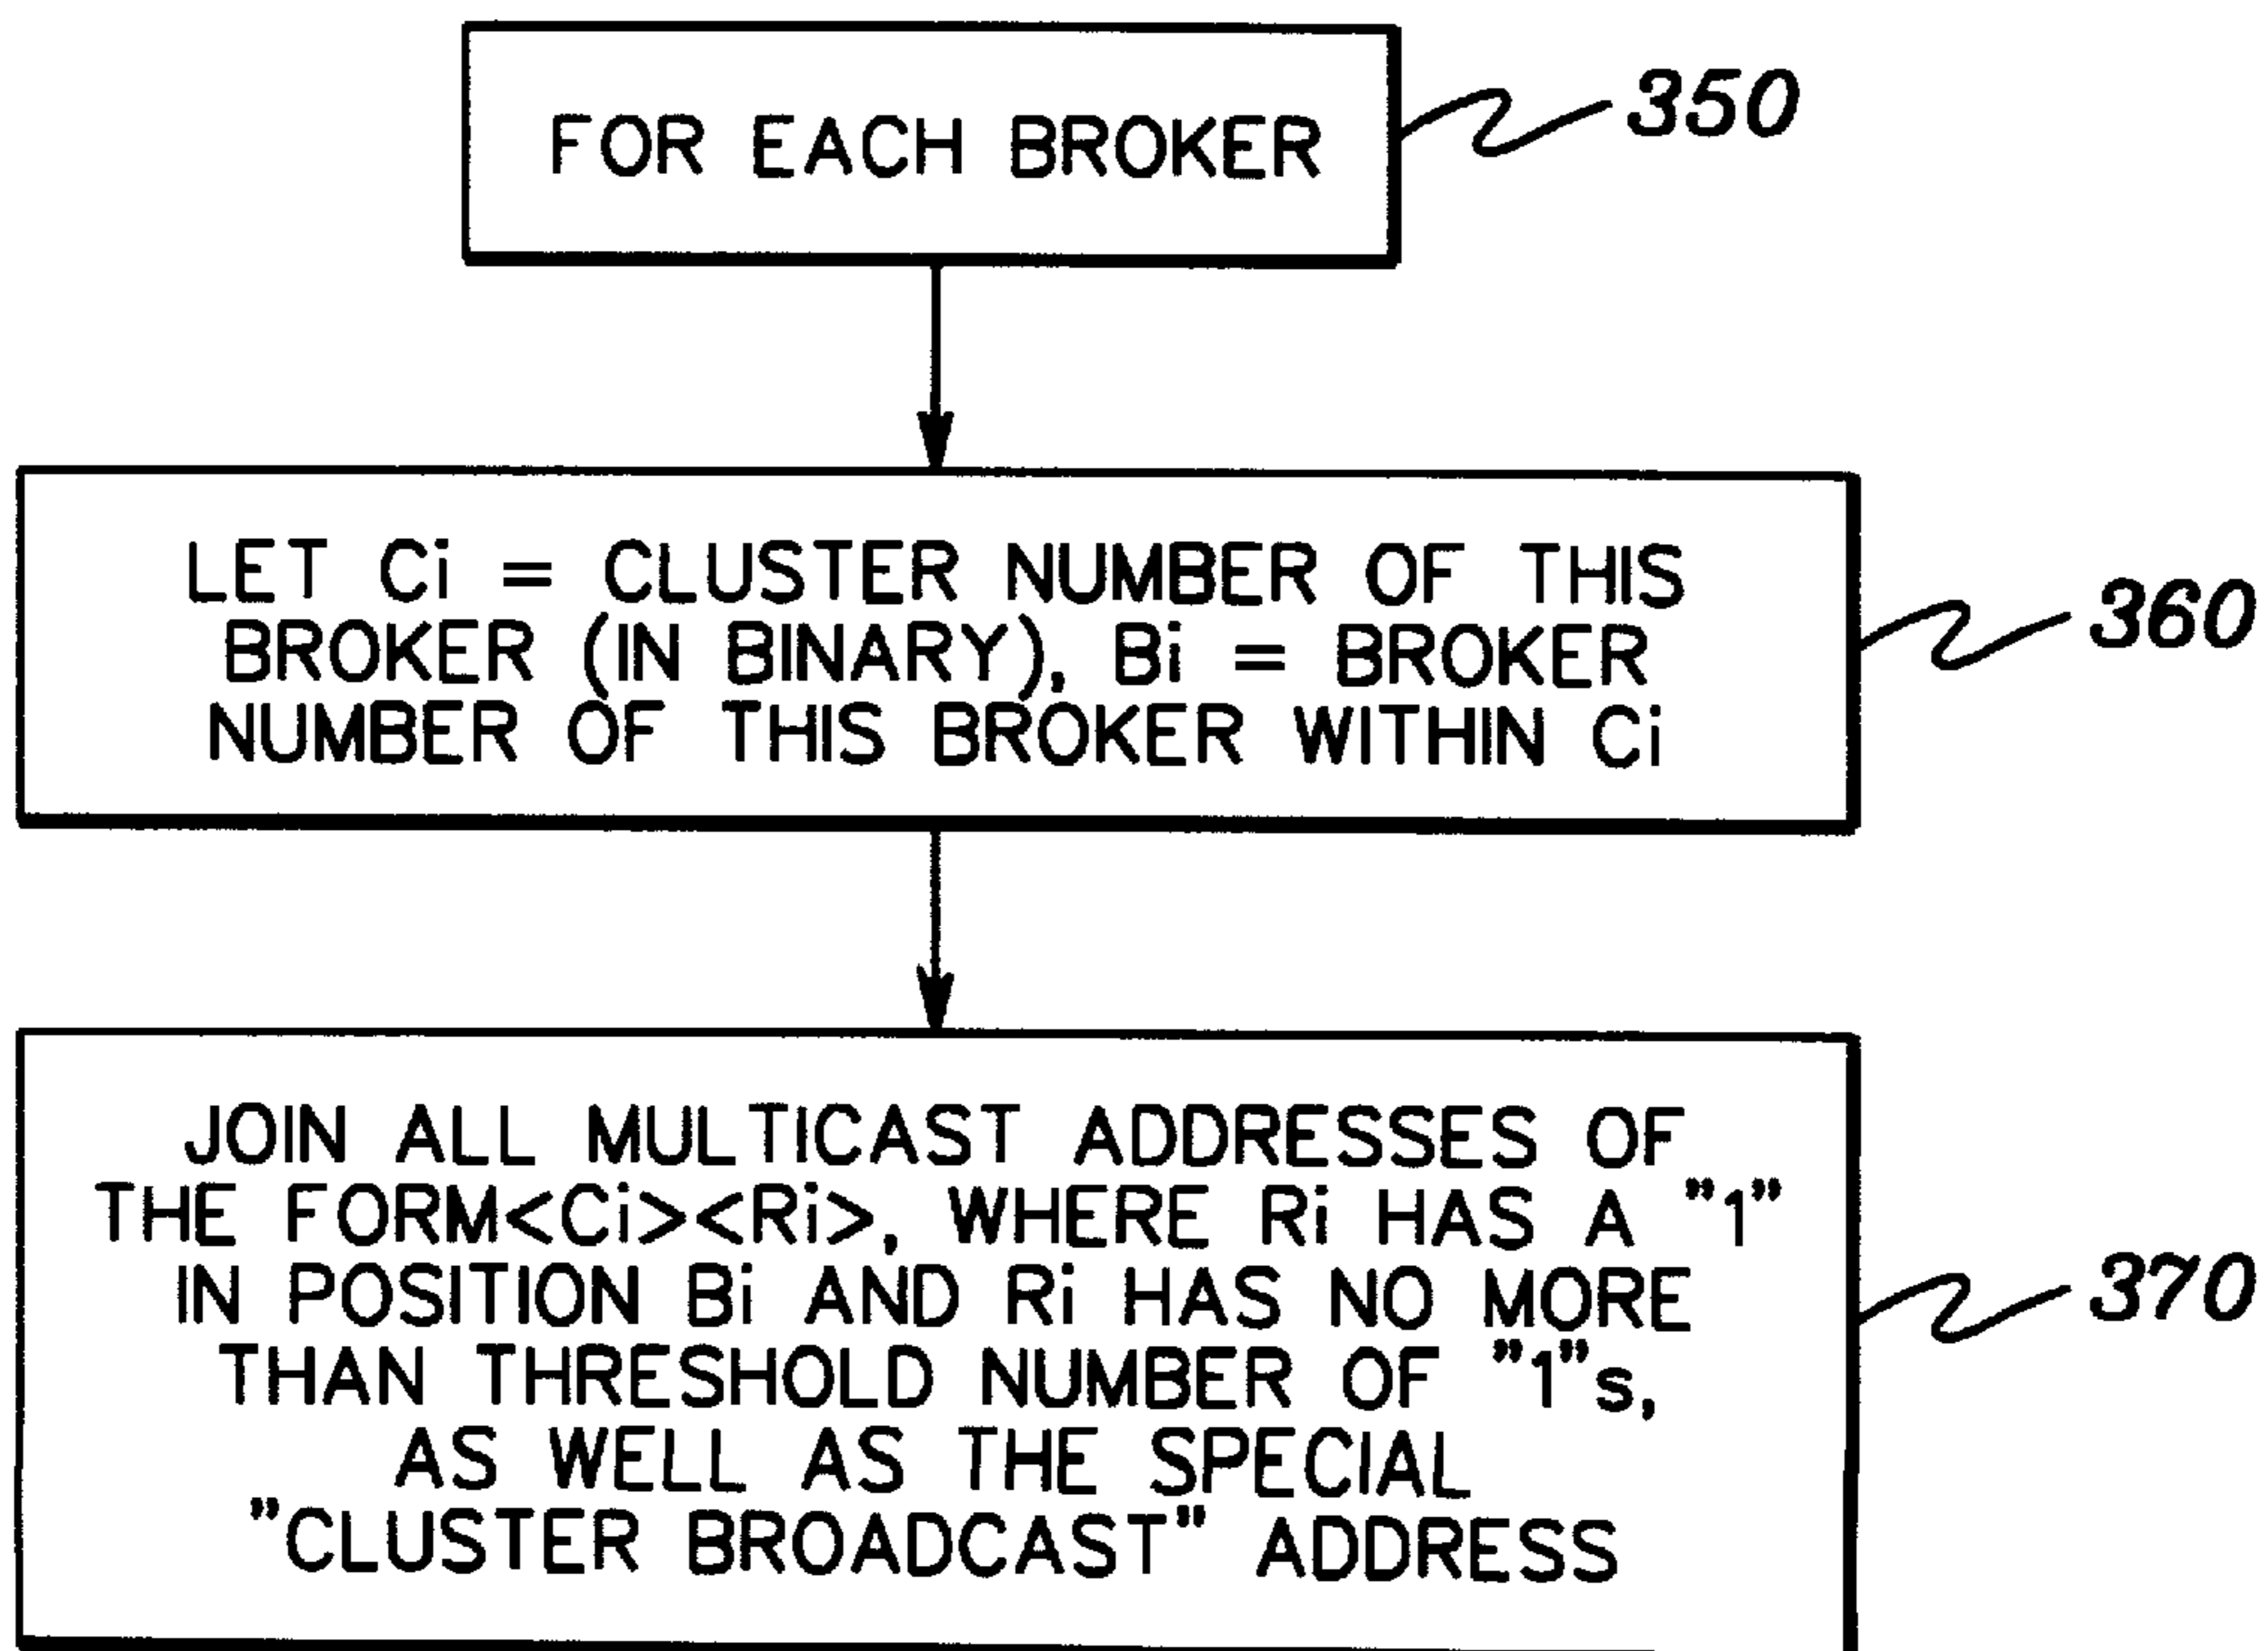 FOR EACH BROKER
350
LET Ci = CLUSTER NUMBER OF THIS
BROKER (IN BINARY), Bi = BROKER
NUMBER OF THIS BROKER WITHIN Ci
360
JOIN ALL MULTICAST ADDRESSES OF
THE FORM<Ci><Ri>, WHERE Ri HAS A "1"
IN POSITION Bi AND Ri HAS NO MORE
THAN THRESHOLD NUMBER OF "1"s,
AS WELL AS THE SPECIAL
"CLUSTER BROADCAST" ADDRESS
370